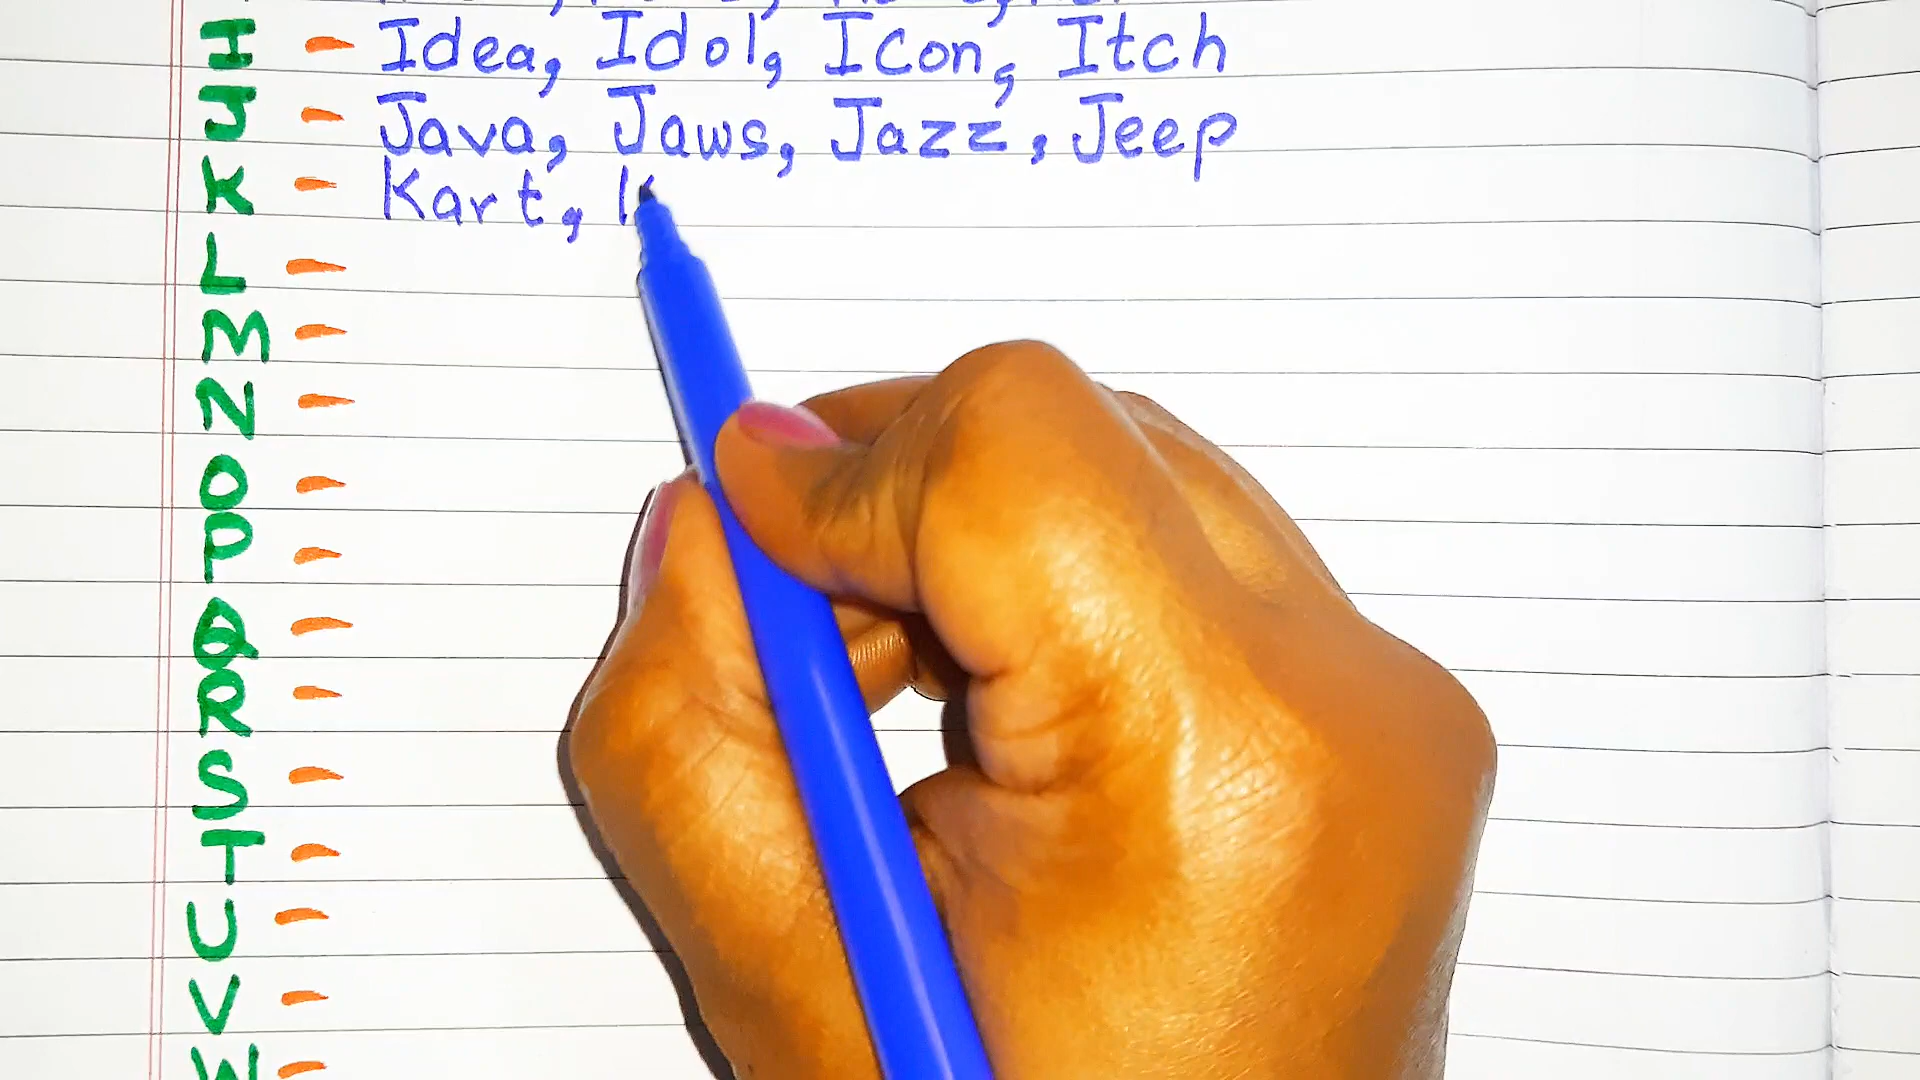 I - Idea, Idol, Icon, Itch
J - Java, Jaws, Jazz, Jeep
K - Kart,
L -
M -
N -
O -
P -
Q -
R -
S -
T -
U -
V -
W -